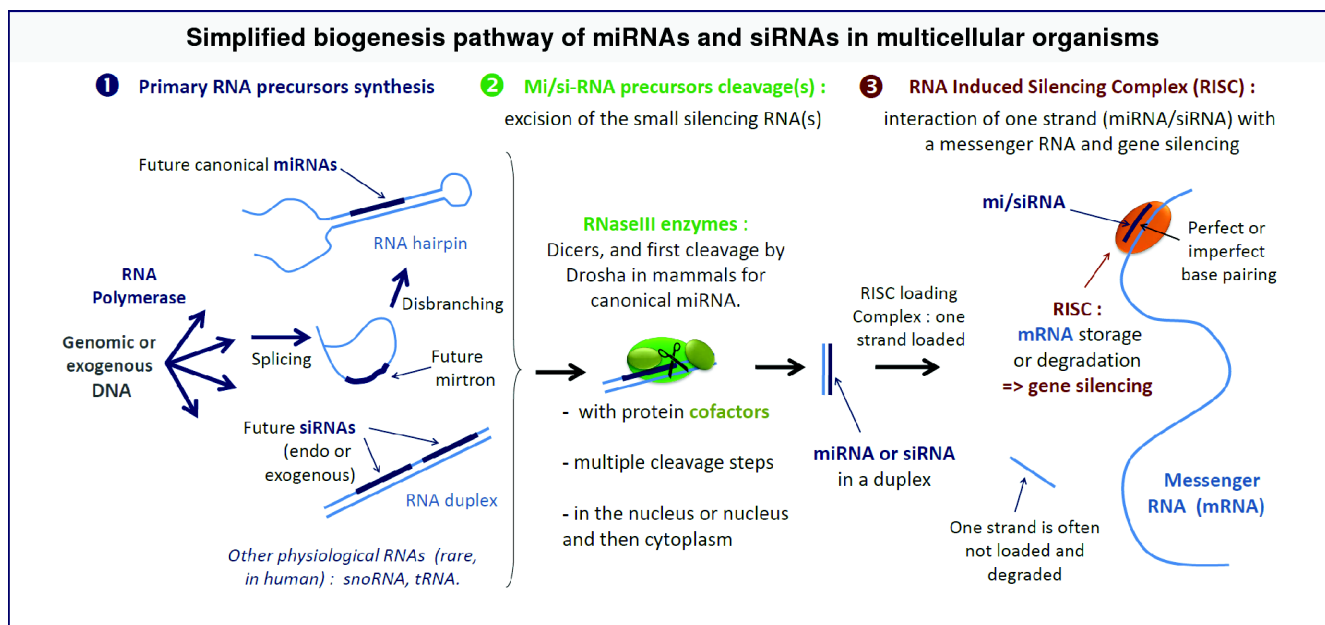 Simplified biogenesis pathway of miRNAs and siRNAs in multicellular organisms
1 Primary RNA precursors synthesis
2 Mi/si-RNA precursors cleavage(s) :
excision of the small silencing RNA(s)
3 RNA Induced Silencing Complex (RISC) :
interaction of one strand (miRNA/siRNA) with
a messenger RNA and gene silencing
Future canonical miRNAs
RNA hairpin
RNA
Polymerase
Genomic or
exogenous
DNA
Disbranching
Splicing
Future
mirtron
Future siRNAs
(endo or
exogenous)
RNA duplex
Other physiological RNAs (rare,
in human) : snoRNA, tRNA.
RNaseIII enzymes :
Dicers, and first cleavage by
Drosha in mammals for
canonical miRNA.
- with protein cofactors
- multiple cleavage steps
- in the nucleus or nucleus
and then cytoplasm
miRNA or siRNA
in a duplex
RISC loading
Complex : one
strand loaded
mi/siRNA
Perfect or
imperfect
base pairing
RISC :
mRNA storage
or degradation
=> gene silencing
One strand is often
not loaded and
degraded
Messenger
RNA (mRNA)